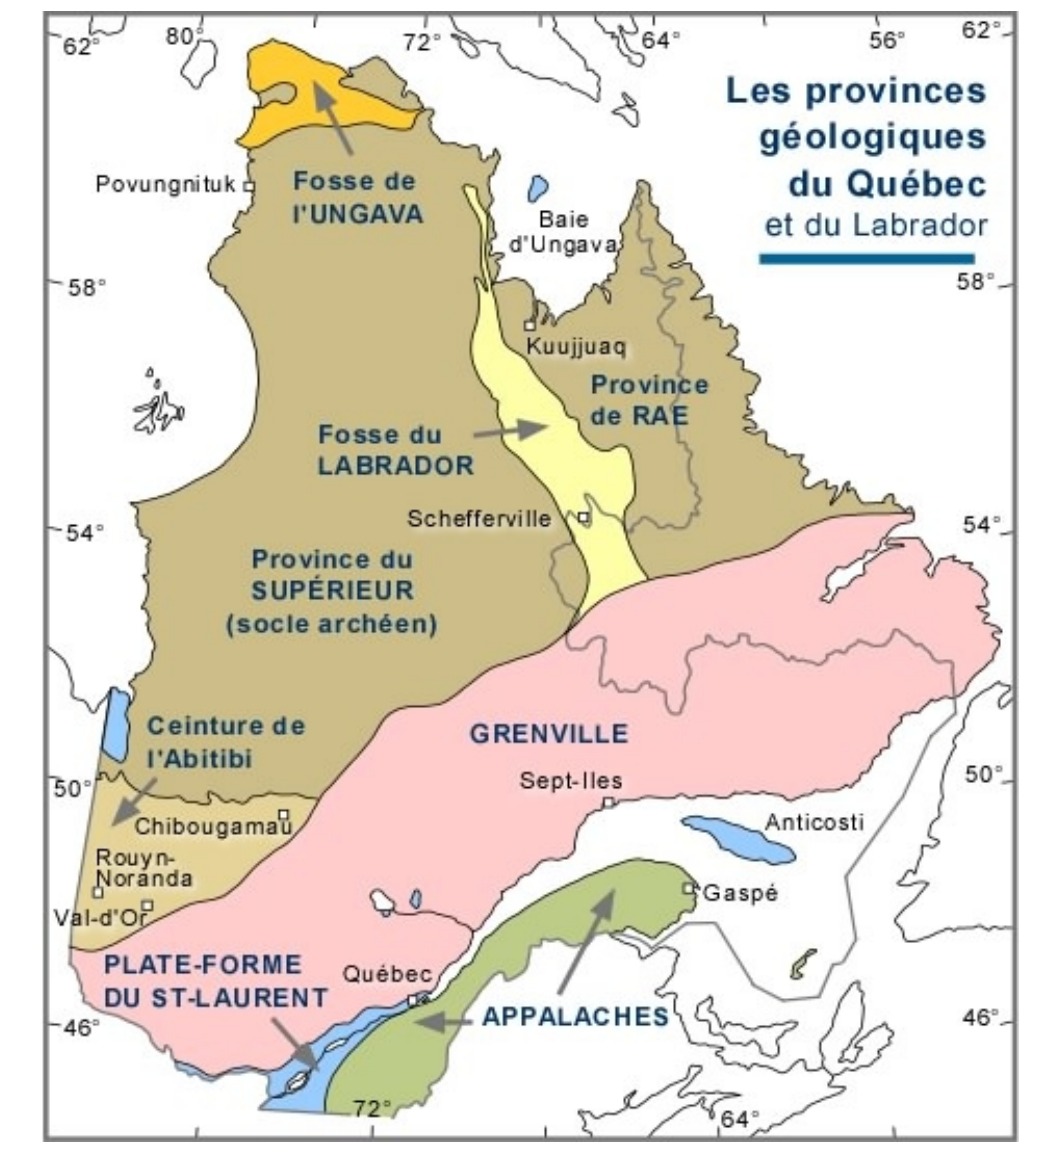 62°
80°
72°
64°
56°
62°
Les provinces
géologiques
du Québec
et du Labrador
Povungnituk
Fosse de
l'UNGAVA
Baie
d'Ungava
58°
58°
Kuujjuaq
Province
de RAE
Fosse du
LABRADOR
Schefferville
54°
54°
Province du
SUPÉRIEUR
(socle archéen)
Ceinture de
l'Abitibi
GRENVILLE
Sept-Iles
50°
50°
Chibougamau
Anticosti
Rouyn-
Noranda
Gaspé
Val-d'Or
PLATE-FORME
DU ST-LAURENT
Québec
APPALACHES
46°
46°
72°
64°